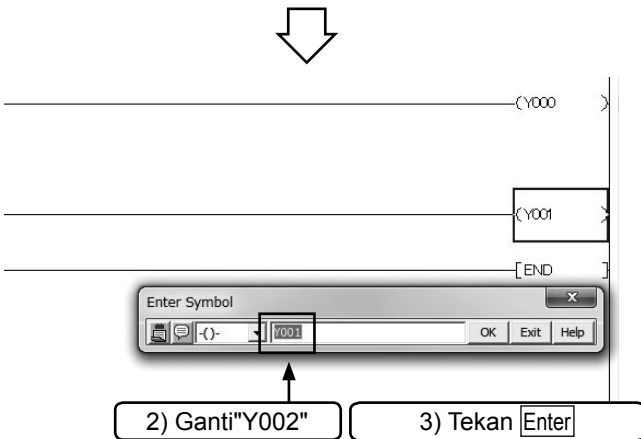 (Y000 )
(Y001 )
[END ]
Enter Symbol
-( )- Y001 OK Exit Help
2) Ganti"Y002"
3) Tekan Enter